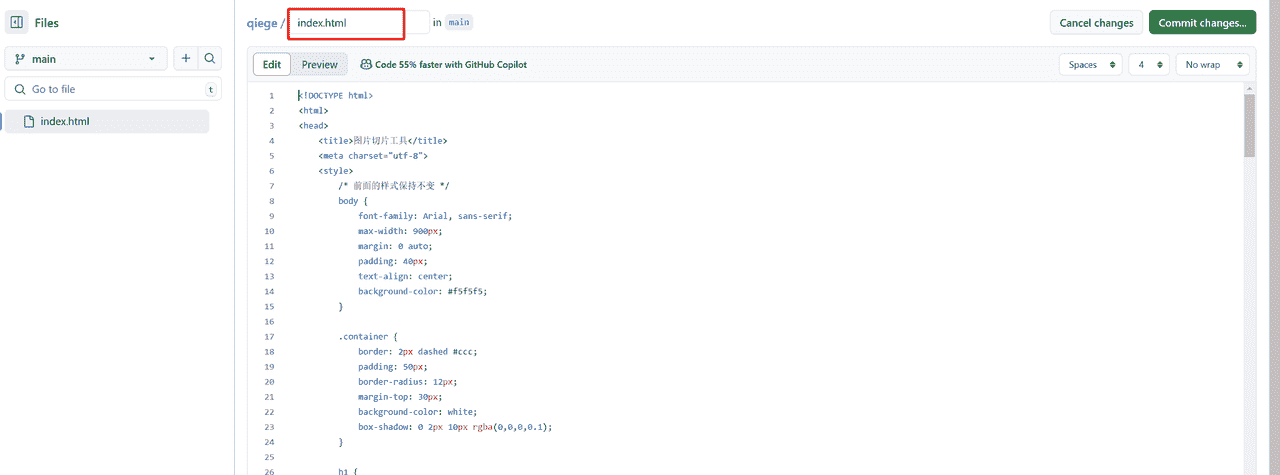 Files
qiege / index.html in main
Cancel changes
Commit changes...
main
Go to file
t
index.html
Edit
Preview
Code 55% faster with GitHub Copilot
Spaces
4
No wrap
1 <!DOCTYPE html>
2 <html>
3 <head>
4 <title>图片切片工具</title>
5 <meta charset="utf-8">
6 <style>
7 /* 前面的样式保持不变 */
8 body {
9 font-family: Arial, sans-serif;
10 max-width: 900px;
11 margin: 0 auto;
12 padding: 40px;
13 text-align: center;
14 background-color: #f5f5f5;
15 }
16
17 .container {
18 border: 2px dashed #ccc;
19 padding: 50px;
20 border-radius: 12px;
21 margin-top: 30px;
22 background-color: white;
23 box-shadow: 0 2px 10px rgba(0,0,0,0.1);
24 }
25
26 h1 {